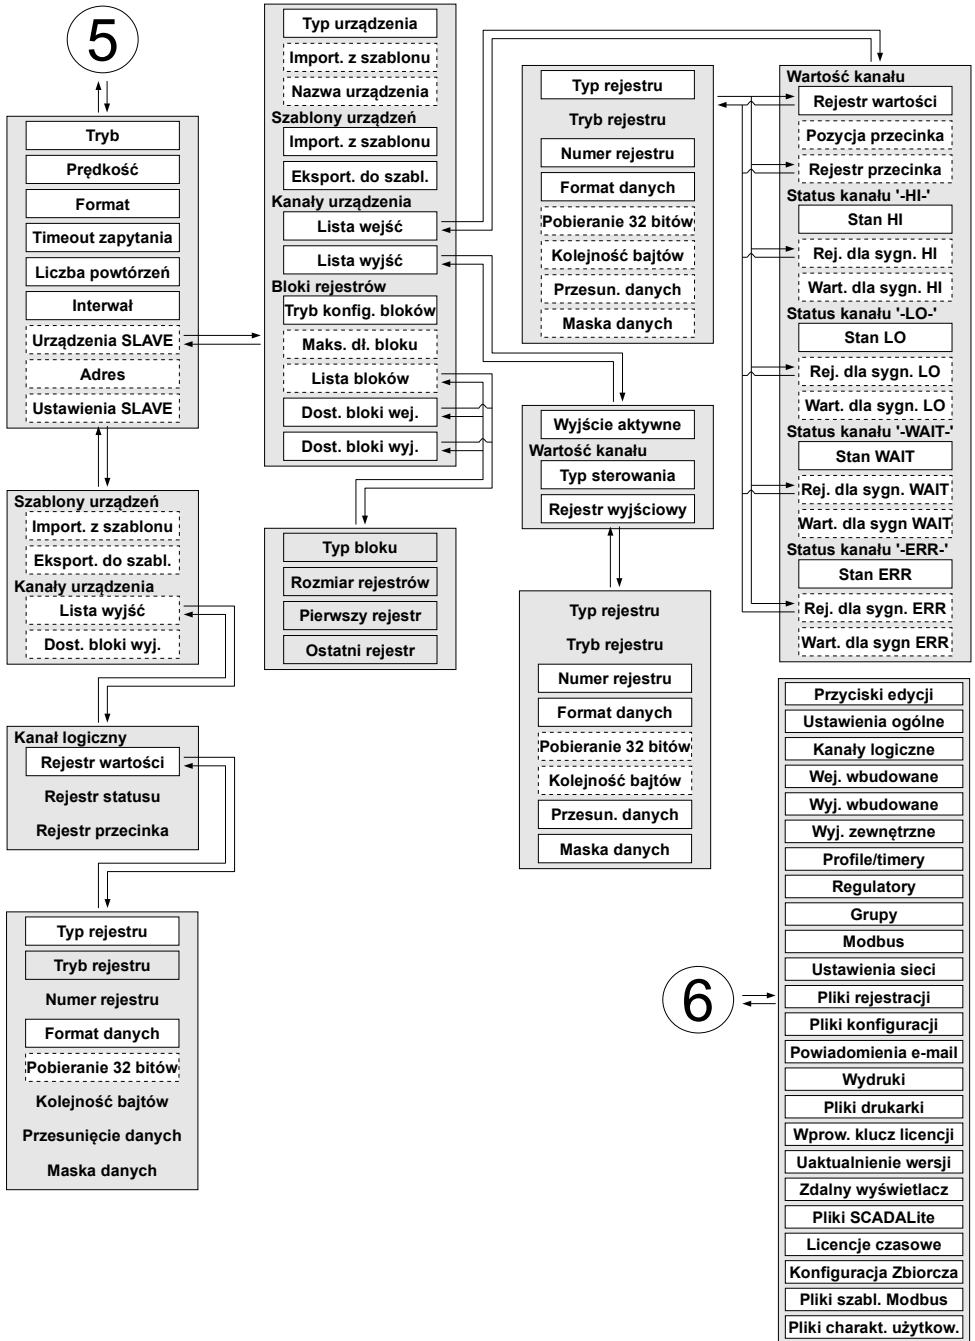 5
Tryb
Prędkość
Format
Timeout zapytania
Liczba powtórzeń
Interwał
Urządzenia SLAVE
Adres
Ustawienia SLAVE
Szablony urządzeń
Import. z szablonu
Eksport. do szabl.
Kanały urządzenia
Lista wyjść
Dost. bloki wyj.
Kanał logiczny
Rejestr wartości
Rejestr statusu
Rejestr przecinka
Typ rejestru
Tryb rejestru
Numer rejestru
Format danych
Pobieranie 32 bitów
Kolejność bajtów
Przesunięcie danych
Maska danych
Typ urządzenia
Import. z szablonu
Nazwa urządzenia
Szablony urządzeń
Import. z szablonu
Eksport. do szabl.
Kanały urządzenia
Lista wejść
Lista wyjść
Bloki rejestrów
Tryb konfig. bloków
Maks. dł. bloku
Lista bloków
Dost. bloki wej.
Dost. bloki wyj.
Typ bloku
Rozmiar rejestrów
Pierwszy rejestr
Ostatni rejestr
Typ rejestru
Tryb rejestru
Numer rejestru
Format danych
Pobieranie 32 bitów
Kolejność bajtów
Przesun. danych
Maska danych
Wyjście aktywne
Wartość kanału
Typ sterowania
Rejestr wyjściowy
Typ rejestru
Tryb rejestru
Numer rejestru
Format danych
Pobieranie 32 bitów
Kolejność bajtów
Przesun. danych
Maska danych
Wartość kanału
Rejestr wartości
Pozycja przecinka
Rejestr przecinka
Status kanału '-HI-'
Stan HI
Rej. dla sygn. HI
Wart. dla sygn. HI
Status kanału '-LO-'
Stan LO
Rej. dla sygn. LO
Wart. dla sygn. LO
Status kanału '-WAIT-'
Stan WAIT
Rej. dla sygn. WAIT
Wart. dla sygn WAIT
Status kanału '-ERR-'
Stan ERR
Rej. dla sygn. ERR
Wart. dla sygn ERR
6
Przyciski edycji
Ustawienia ogólne
Kanały logiczne
Wej. wbudowane
Wyj. wbudowane
Wyj. zewnętrzne
Profile/timery
Regulatory
Grupy
Modbus
Ustawienia sieci
Pliki rejestracji
Pliki konfiguracji
Powiadomienia e-mail
Wydruki
Pliki drukarki
Wprow. klucz licencji
Uaktualnienie wersji
Zdalny wyświetlacz
Pliki SCADALite
Licencje czasowe
Konfiguracja Zbiorcza
Pliki szabl. Modbus
Pliki charakt. użytkow.